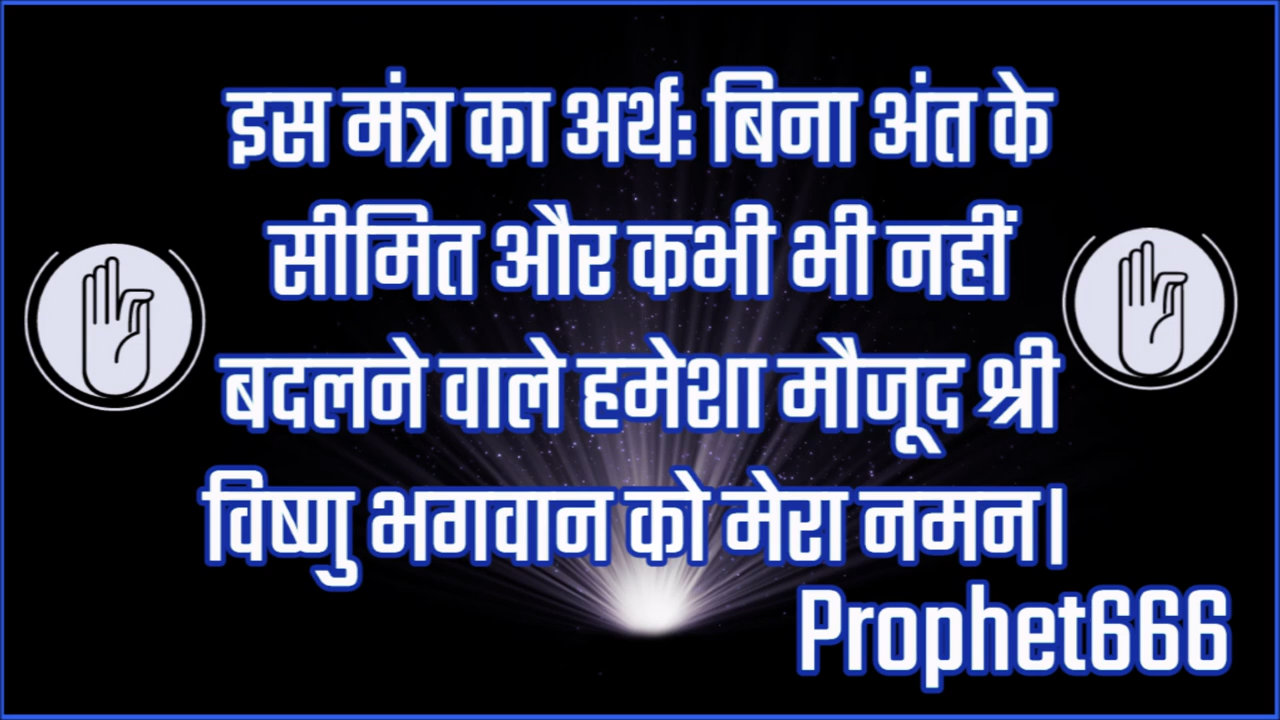 इस मंत्र का अर्थ: बिना अंत के
सीमित और कभी भी नहीं
बदलने वाले हमेशा मौजूद श्री
विष्णु भगवान को मेरा नमन।
Prophet666